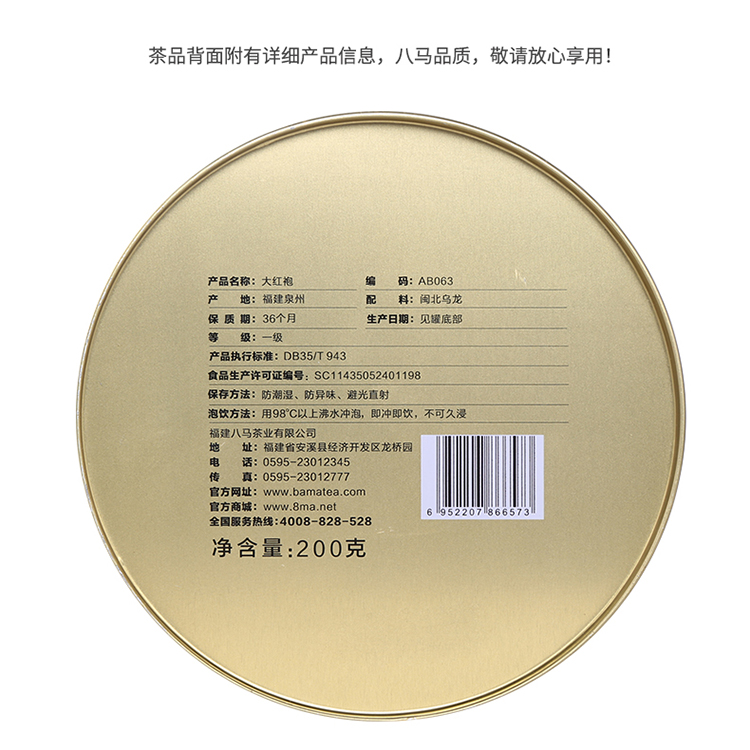 茶品背面附有详细产品信息，八马品质，敬请放心享用！
产品名称：大红袍 编 码：AB063
产 地：福建泉州 配 料：闽北乌龙
保 质 期：36个月 生产日期：见罐底部
等 级：一级
产品执行标准：DB35/T 943
食品生产许可证编号：SC11435052401198
保存方法：防潮湿、防异味、避光直射
泡饮方法：用98℃以上沸水冲泡，即冲即饮，不可久浸
福建八马茶业有限公司
地 址：福建省安溪县经济开发区龙桥园
电 话：0595-23012345
传 真：0595-23012777
官方网址：www.bamatea.com
官方商城：www.8ma.net
全国服务热线:4008-828-528
净含量:200克
6 952207 866573